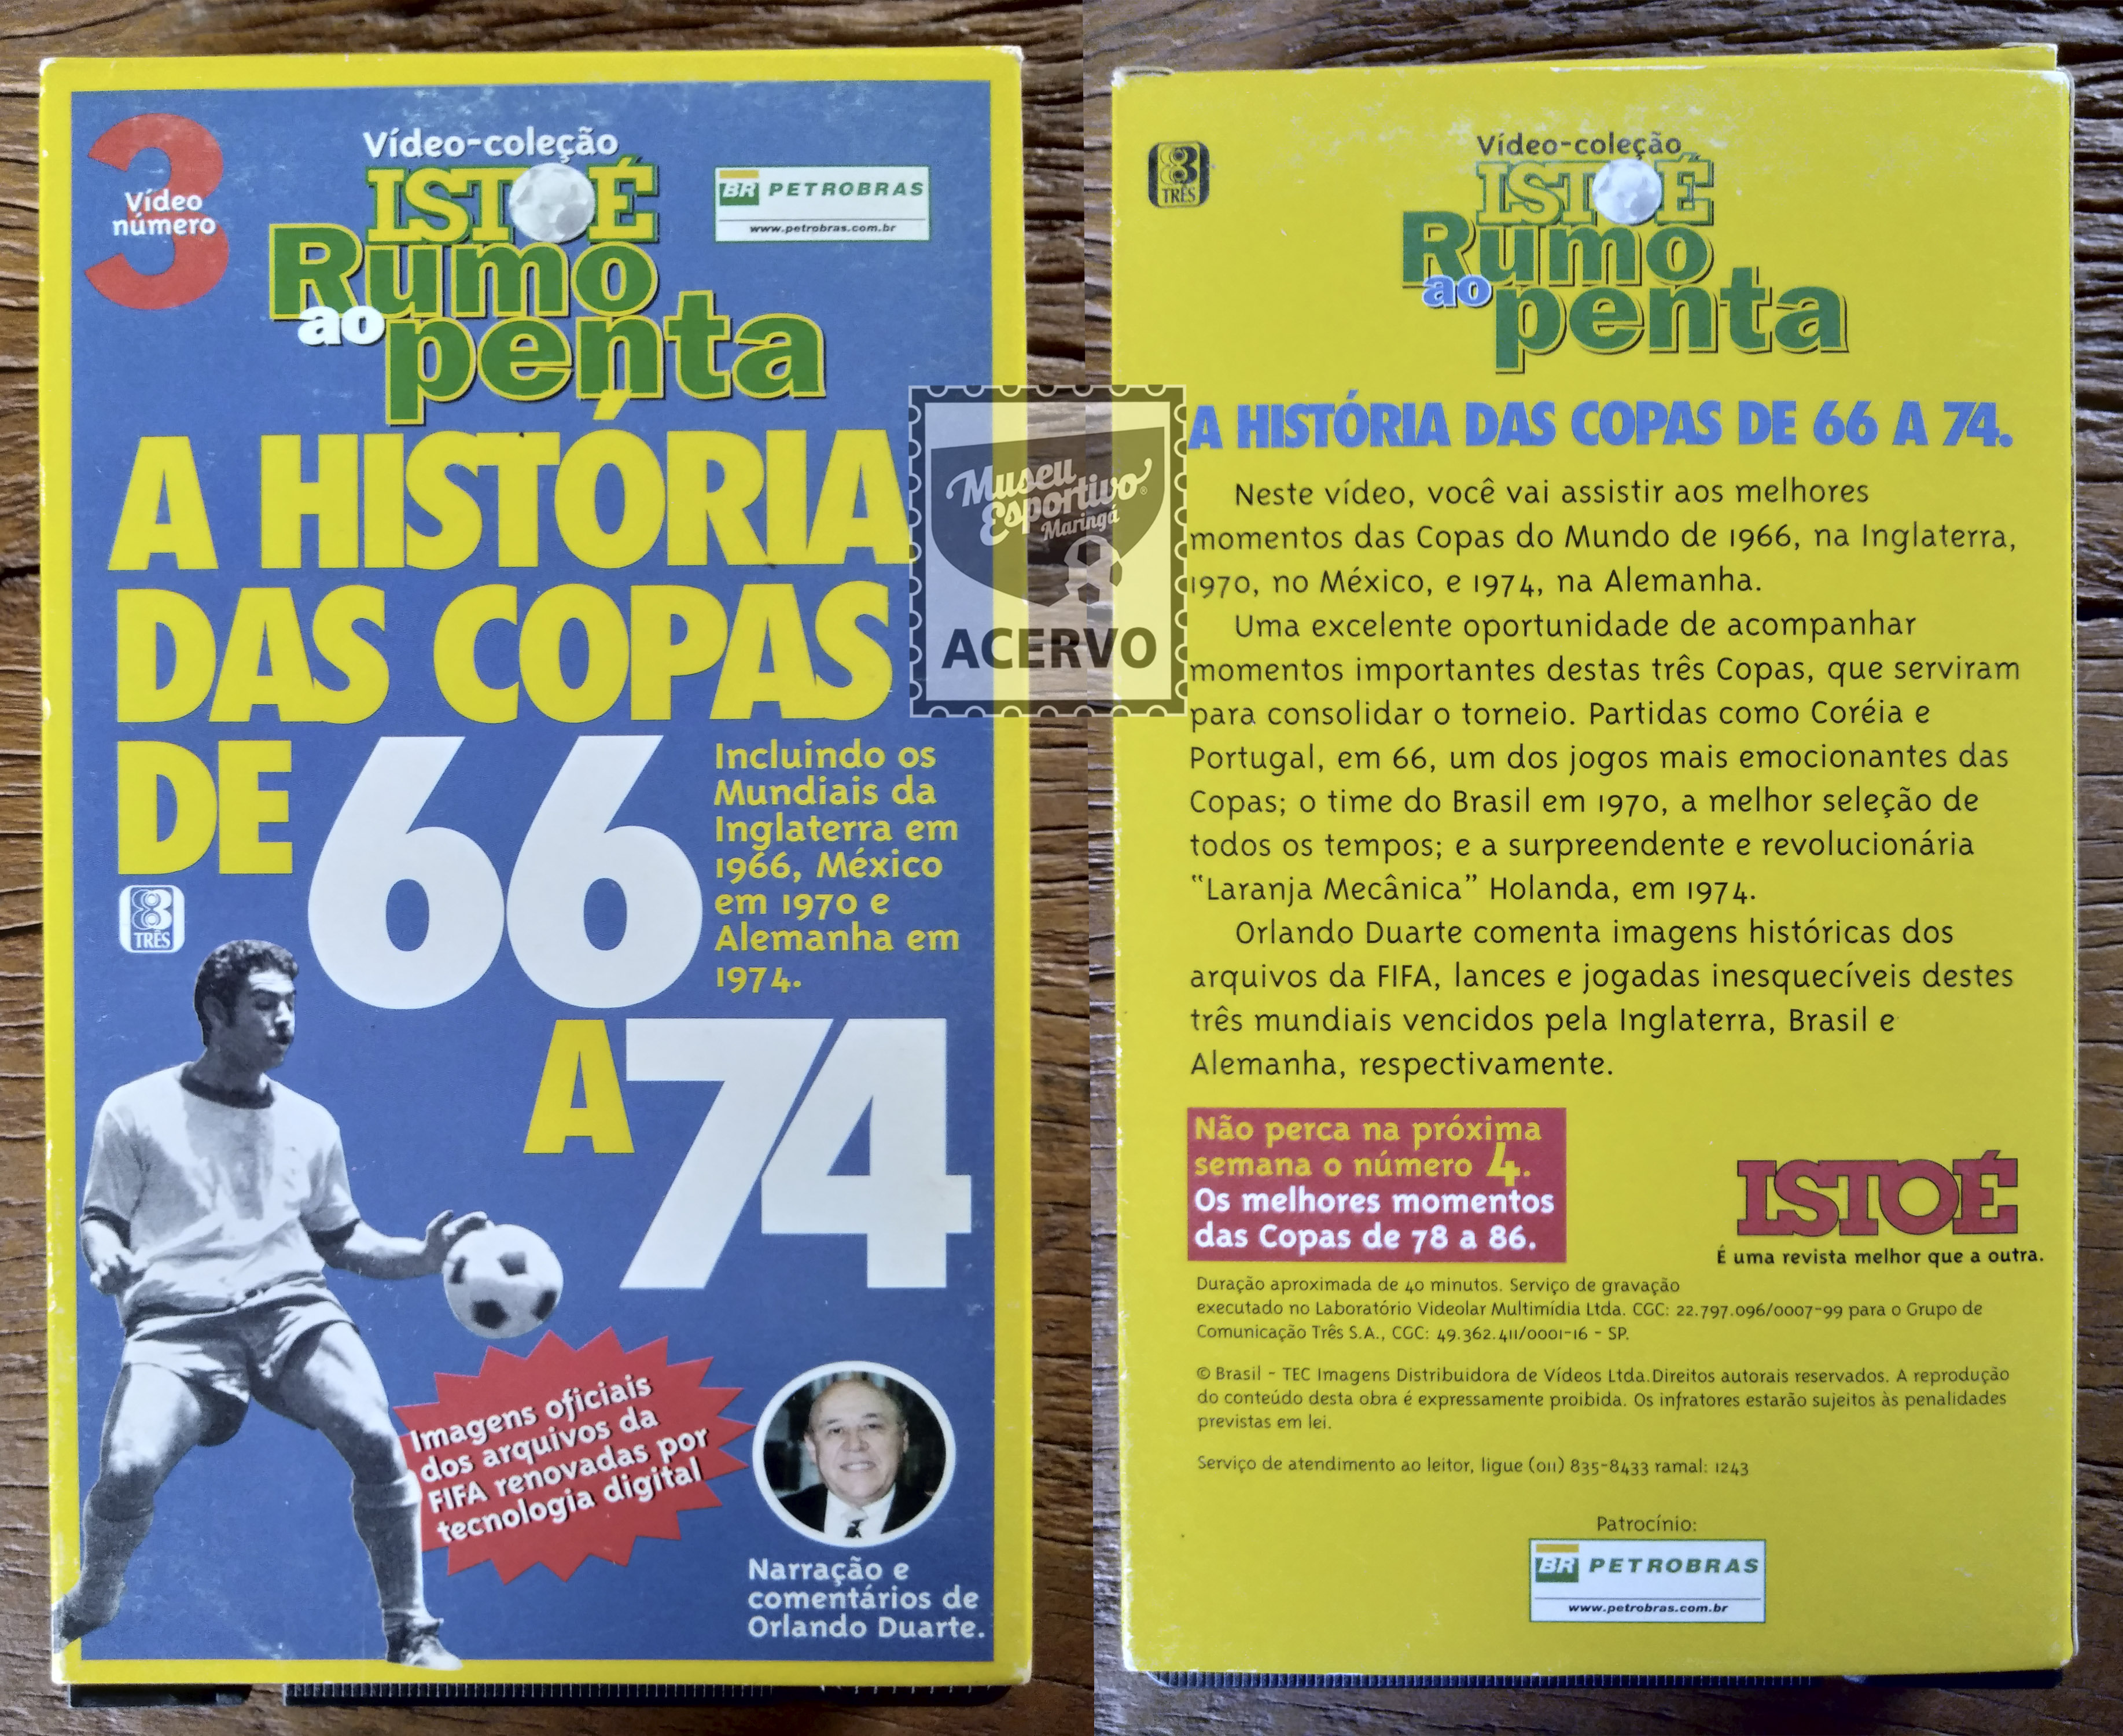 3
Vídeo
número
Vídeo-coleção
ISTOÉ
Rumo
ao penta
BR PETROBRAS
www.petrobras.com.br
A HISTÓRIA
DAS COPAS
DE 66
A 74
Incluindo os
Mundiais da
Inglaterra em
1966, México
em 1970 e
Alemanha em
1974.
3
TRÊS
Imagens oficiais
dos arquivos da
FIFA renovadas por
tecnologia digital
Narração e
comentários de
Orlando Duarte.
Museu
Esportivo®
Maringá
ACERVO
3
TRÊS
Vídeo-coleção
ISTOÉ
Rumo
ao penta
A HISTÓRIA DAS COPAS DE 66 A 74.
Neste vídeo, você vai assistir aos melhores
momentos das Copas do Mundo de 1966, na Inglaterra,
1970, no México, e 1974, na Alemanha.
Uma excelente oportunidade de acompanhar
momentos importantes destas três Copas, que serviram
para consolidar o torneio. Partidas como Coréia e
Portugal, em 66, um dos jogos mais emocionantes das
Copas; o time do Brasil em 1970, a melhor seleção de
todos os tempos; e a surpreendente e revolucionária
“Laranja Mecânica” Holanda, em 1974.
Orlando Duarte comenta imagens históricas dos
arquivos da FIFA, lances e jogadas inesquecíveis destes
três mundiais vencidos pela Inglaterra, Brasil e
Alemanha, respectivamente.
Não perca na próxima
semana o número 4.
Os melhores momentos
das Copas de 78 a 86.
ISTOÉ
É uma revista melhor que a outra.
Duração aproximada de 40 minutos. Serviço de gravação
executado no Laboratório Videolar Multimídia Ltda. CGC: 22.797.096/0007-99 para o Grupo de
Comunicação Três S.A., CGC: 49.362.411/0001-16 - SP.
© Brasil - TEC Imagens Distribuidora de Vídeos Ltda.Direitos autorais reservados. A reprodução
do conteúdo desta obra é expressamente proibida. Os infratores estarão sujeitos às penalidades
previstas em lei.
Serviço de atendimento ao leitor, ligue (011) 835-8433 ramal: 1243
Patrocínio:
BR PETROBRAS
www.petrobras.com.br